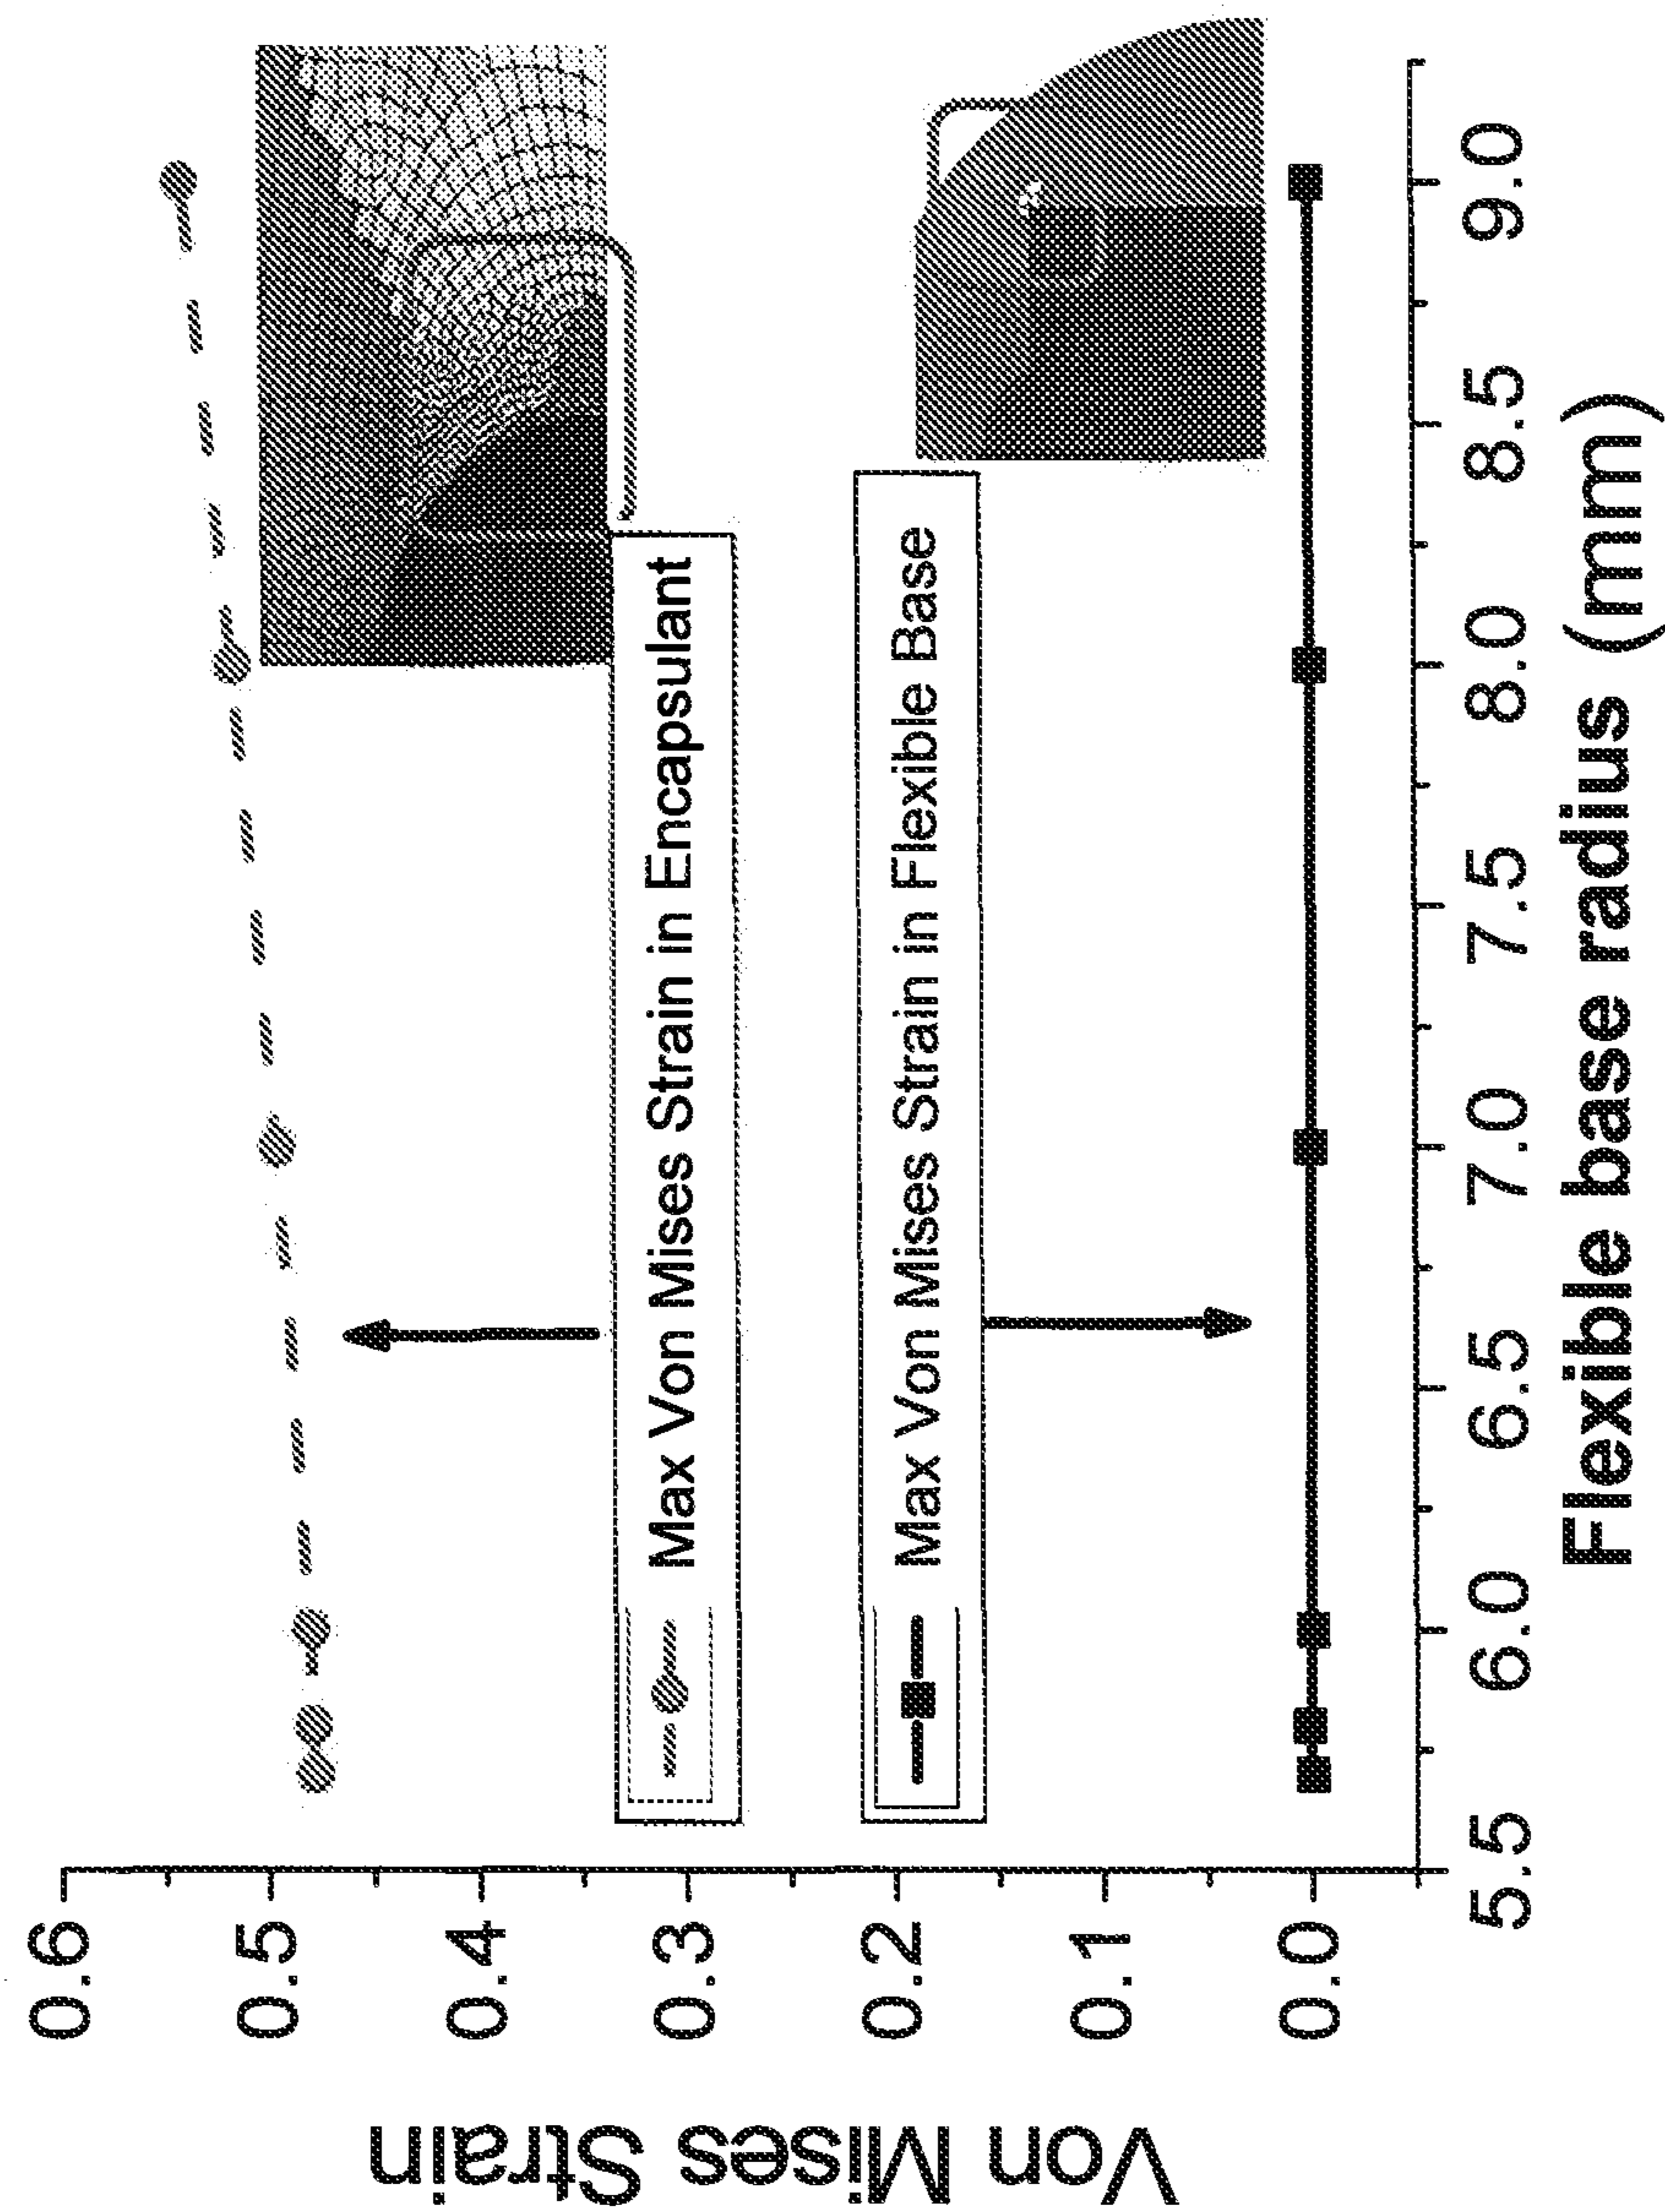 Von Mises Strain
0.6
0.5
0.4
0.3
0.2
0.1
0.0
Max Von Mises Strain in Encapsulant
Max Von Mises Strain in Flexible Base
5.5 6.0 6.5 7.0 7.5 8.0 8.5 9.0
Flexible base radius (mm)